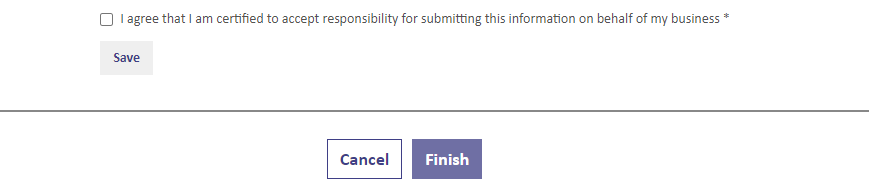 I agree that I am certified to accept responsibility for submitting this information on behalf of my business *
Save
Cancel
Finish